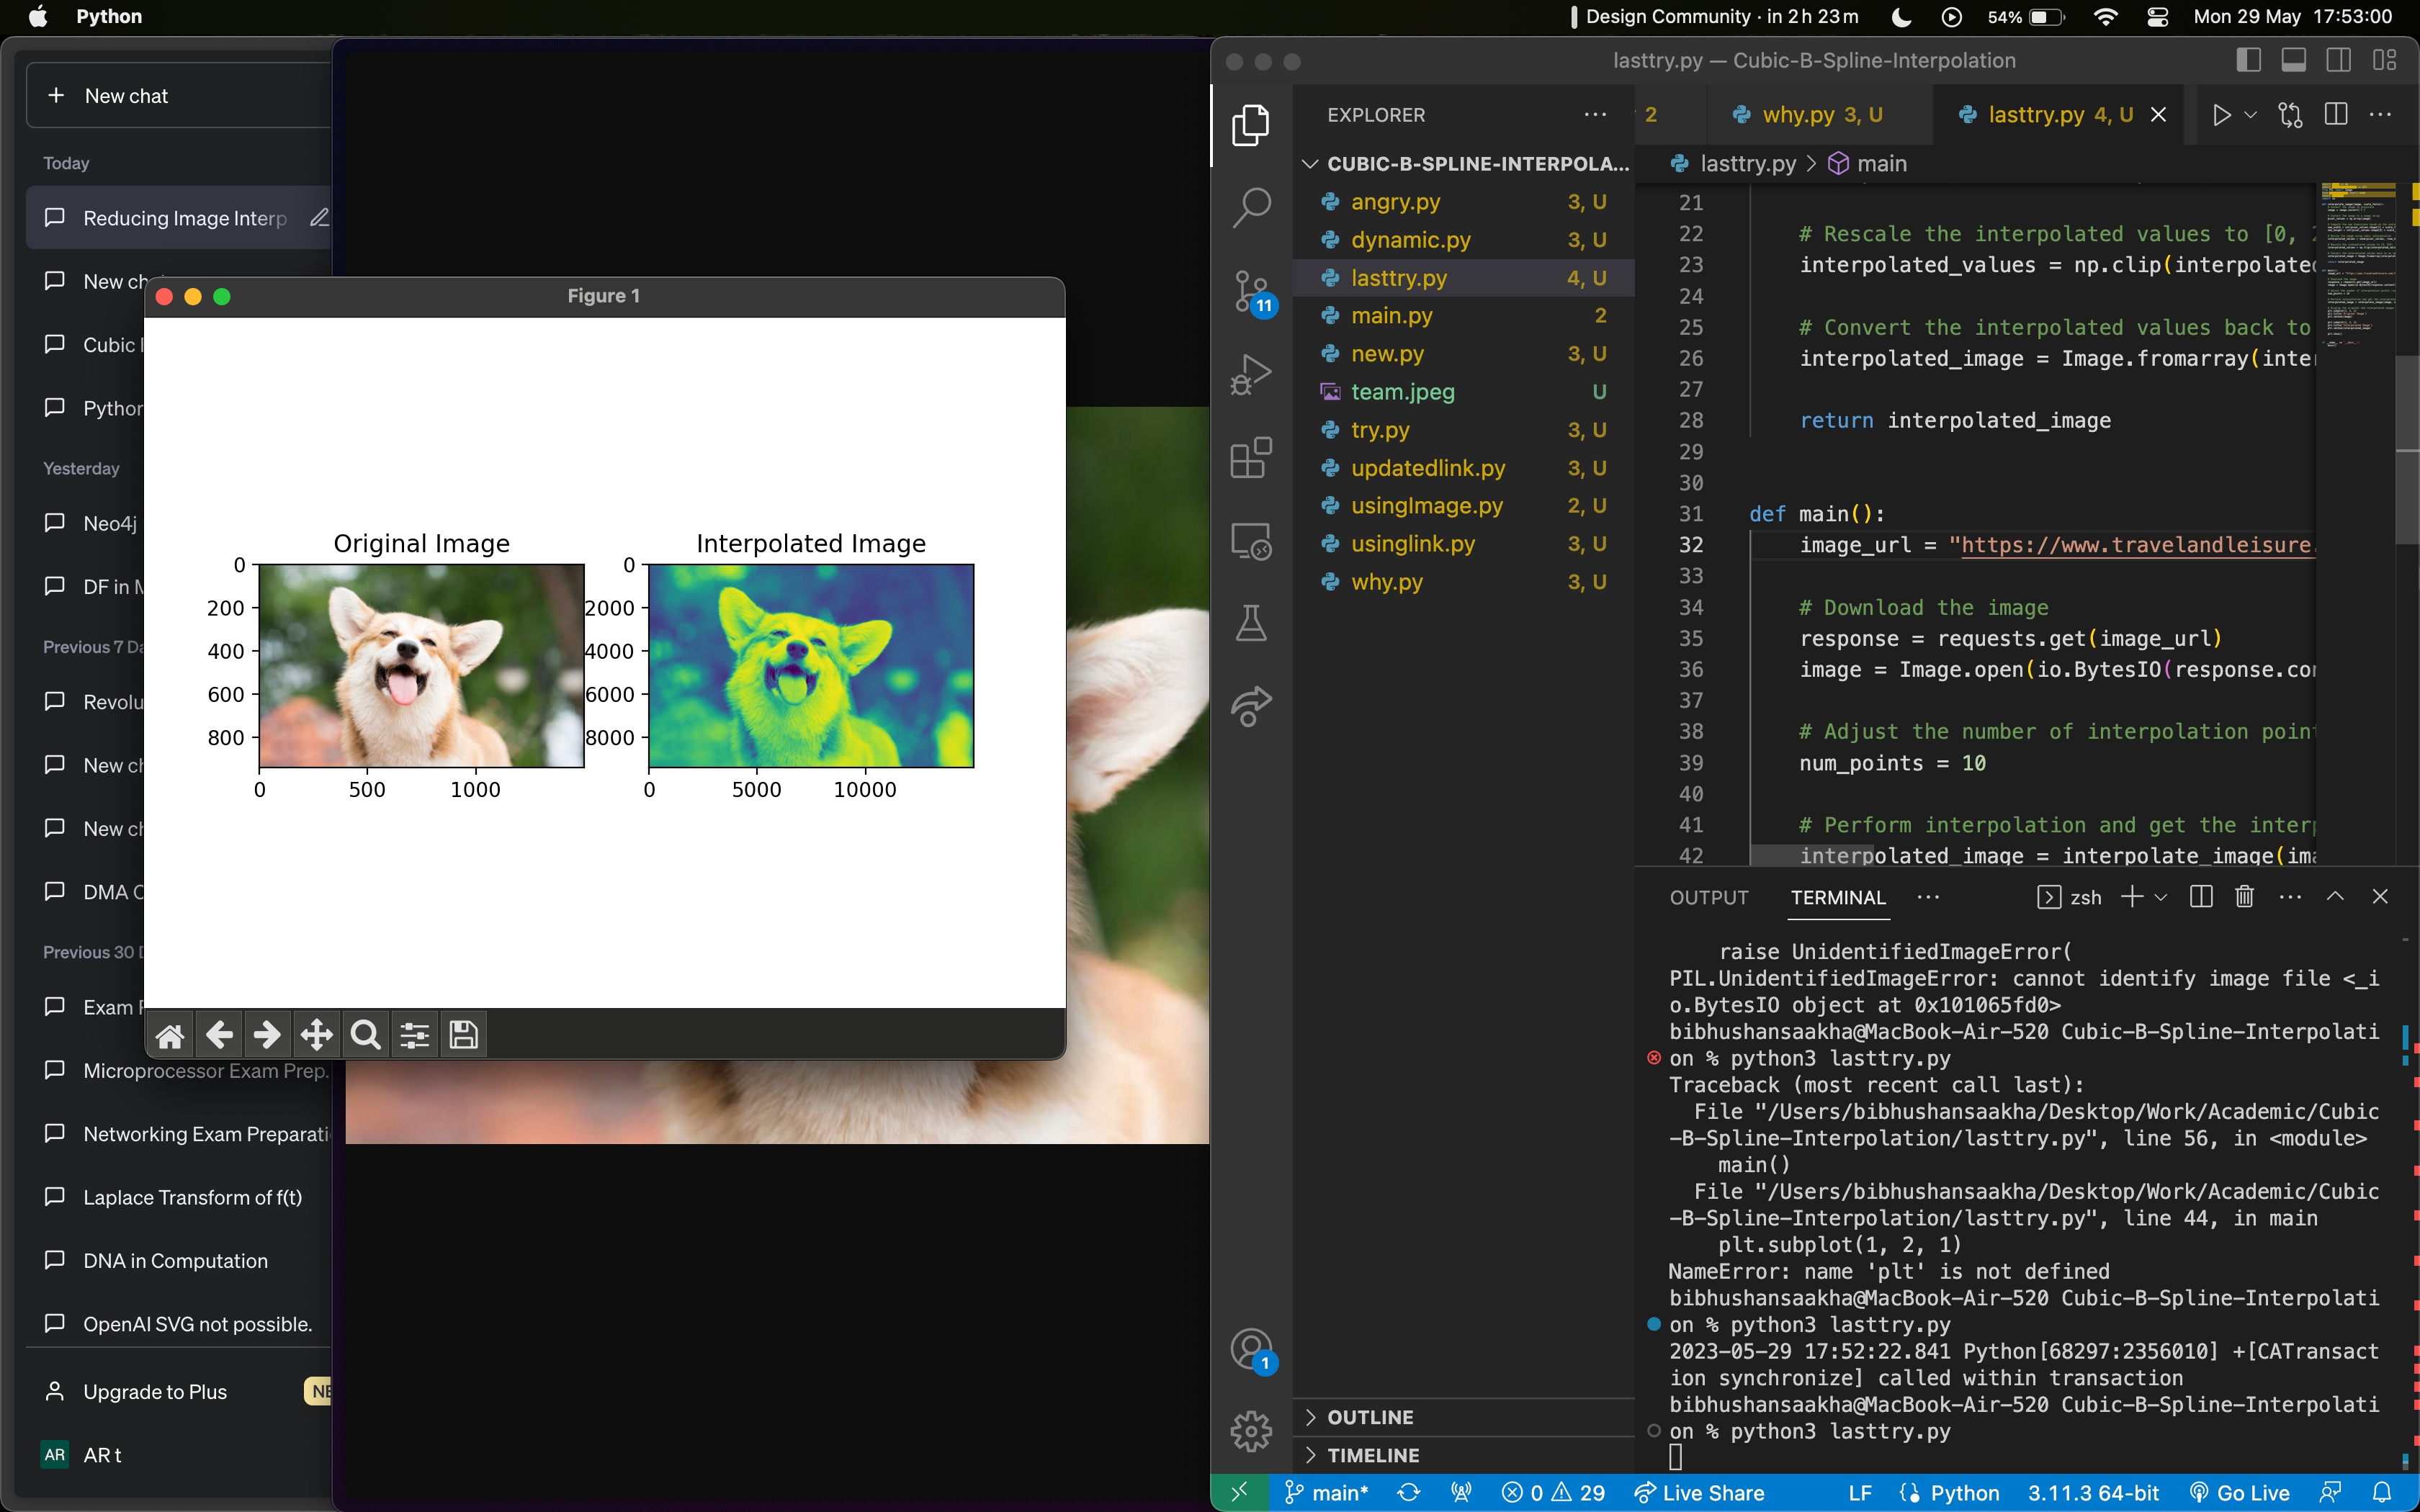 Python
Design Community · in 2 h 23 m
54%
Mon 29 May 17:53:00
New chat
Today
Reducing Image Interp
New ch
Cubic
Python
Yesterday
Neo4j
DF in M
Previous 7 Da
Revolu
New ch
New ch
DMA C
Previous 30 D
Exam P
Microprocessor Exam Prep.
Networking Exam Preparati
Laplace Transform of f(t)
DNA in Computation
OpenAI SVG not possible.
Upgrade to Plus
NE
AR
AR t
Figure 1
Original Image
0
200
400
600
800
0
500
1000
Interpolated Image
0
2000
4000
6000
8000
0
5000
10000
lasttry.py — Cubic-B-Spline-Interpolation
EXPLORER
CUBIC-B-SPLINE-INTERPOLA...
angry.py 3, U
dynamic.py 3, U
lasttry.py 4, U
main.py 2
new.py 3, U
team.jpeg U
try.py 3, U
updatedlink.py 3, U
usingImage.py 2, U
usinglink.py 3, U
why.py 3, U
OUTLINE
TIMELINE
11
1
2
why.py 3, U
lasttry.py 4, U
lasttry.py > main
21
22 # Rescale the interpolated values to [0, 2
23 interpolated_values = np.clip(interpolated
24
25 # Convert the interpolated values back to
26 interpolated_image = Image.fromarray(inter
27
28 return interpolated_image
29
30
31 def main():
32 image_url = "https://www.travelandleisure.
33
34 # Download the image
35 response = requests.get(image_url)
36 image = Image.open(io.BytesIO(response.con
37
38 # Adjust the number of interpolation point
39 num_points = 10
40
41 # Perform interpolation and get the interp
42 interpolated_image = interpolate_image(ima
OUTPUT TERMINAL
zsh
raise UnidentifiedImageError(
PIL.UnidentifiedImageError: cannot identify image file <_i
o.BytesIO object at 0x101065fd0>
bibhushansaakha@MacBook-Air-520 Cubic-B-Spline-Interpolati
on % python3 lasttry.py
Traceback (most recent call last):
File "/Users/bibhushansaakha/Desktop/Work/Academic/Cubic
-B-Spline-Interpolation/lasttry.py", line 56, in <module>
main()
File "/Users/bibhushansaakha/Desktop/Work/Academic/Cubic
-B-Spline-Interpolation/lasttry.py", line 44, in main
plt.subplot(1, 2, 1)
NameError: name 'plt' is not defined
bibhushansaakha@MacBook-Air-520 Cubic-B-Spline-Interpolati
on % python3 lasttry.py
2023-05-29 17:52:22.841 Python[68297:2356010] +[CATransact
ion synchronize] called within transaction
bibhushansaakha@MacBook-Air-520 Cubic-B-Spline-Interpolati
on % python3 lasttry.py
main*
0
29
Live Share
LF
Python
3.11.3 64-bit
Go Live